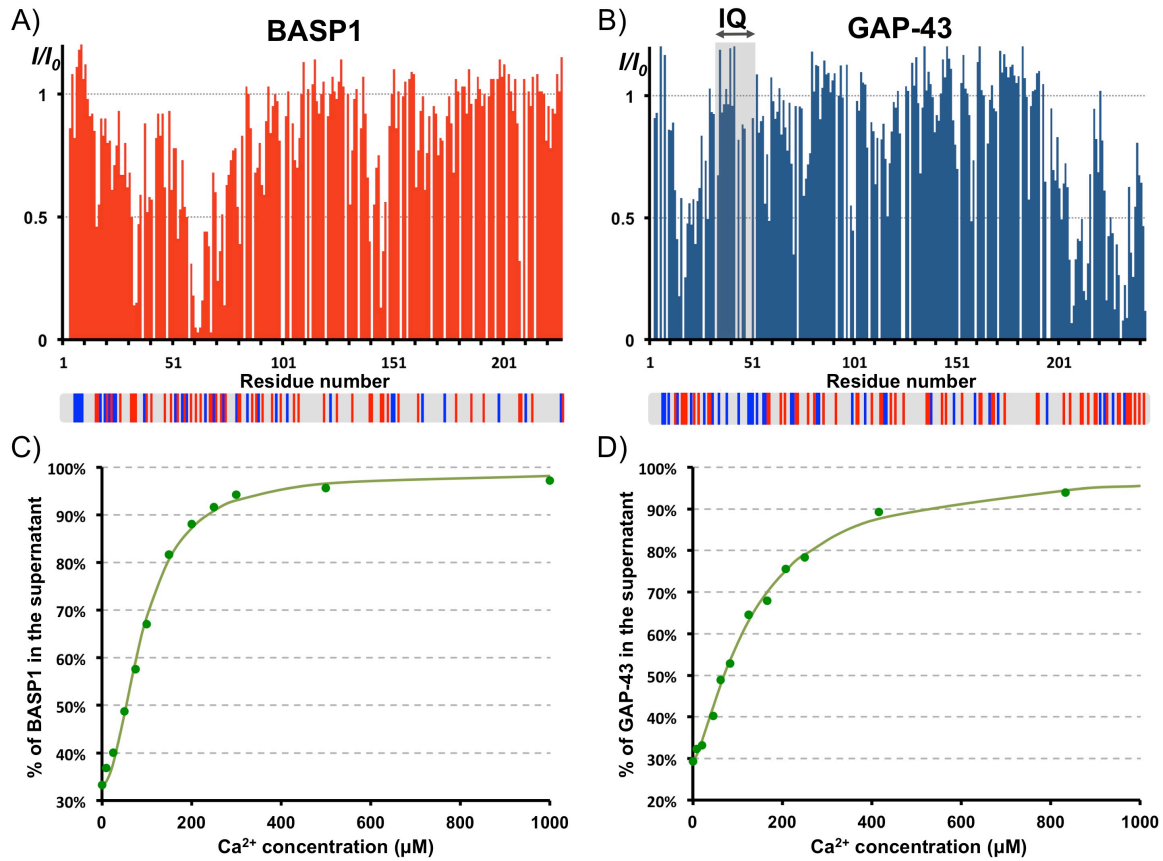 A)
BASP1
I/I₀
1
0.5
0
1 51 101 151 201
Residue number
B)
IQ
GAP-43
I/I₀
1
0.5
0
1 51 101 151 201
Residue number
C)
100%
90%
80%
70%
60%
50%
40%
30%
% of BASP1 in the supernatant
0 200 400 600 800 1000
Ca²⁺ concentration (µM)
D)
100%
90%
80%
70%
60%
50%
40%
30%
20%
% of GAP-43 in the supernatant
0 200 400 600 800 1000
Ca²⁺ concentration (µM)